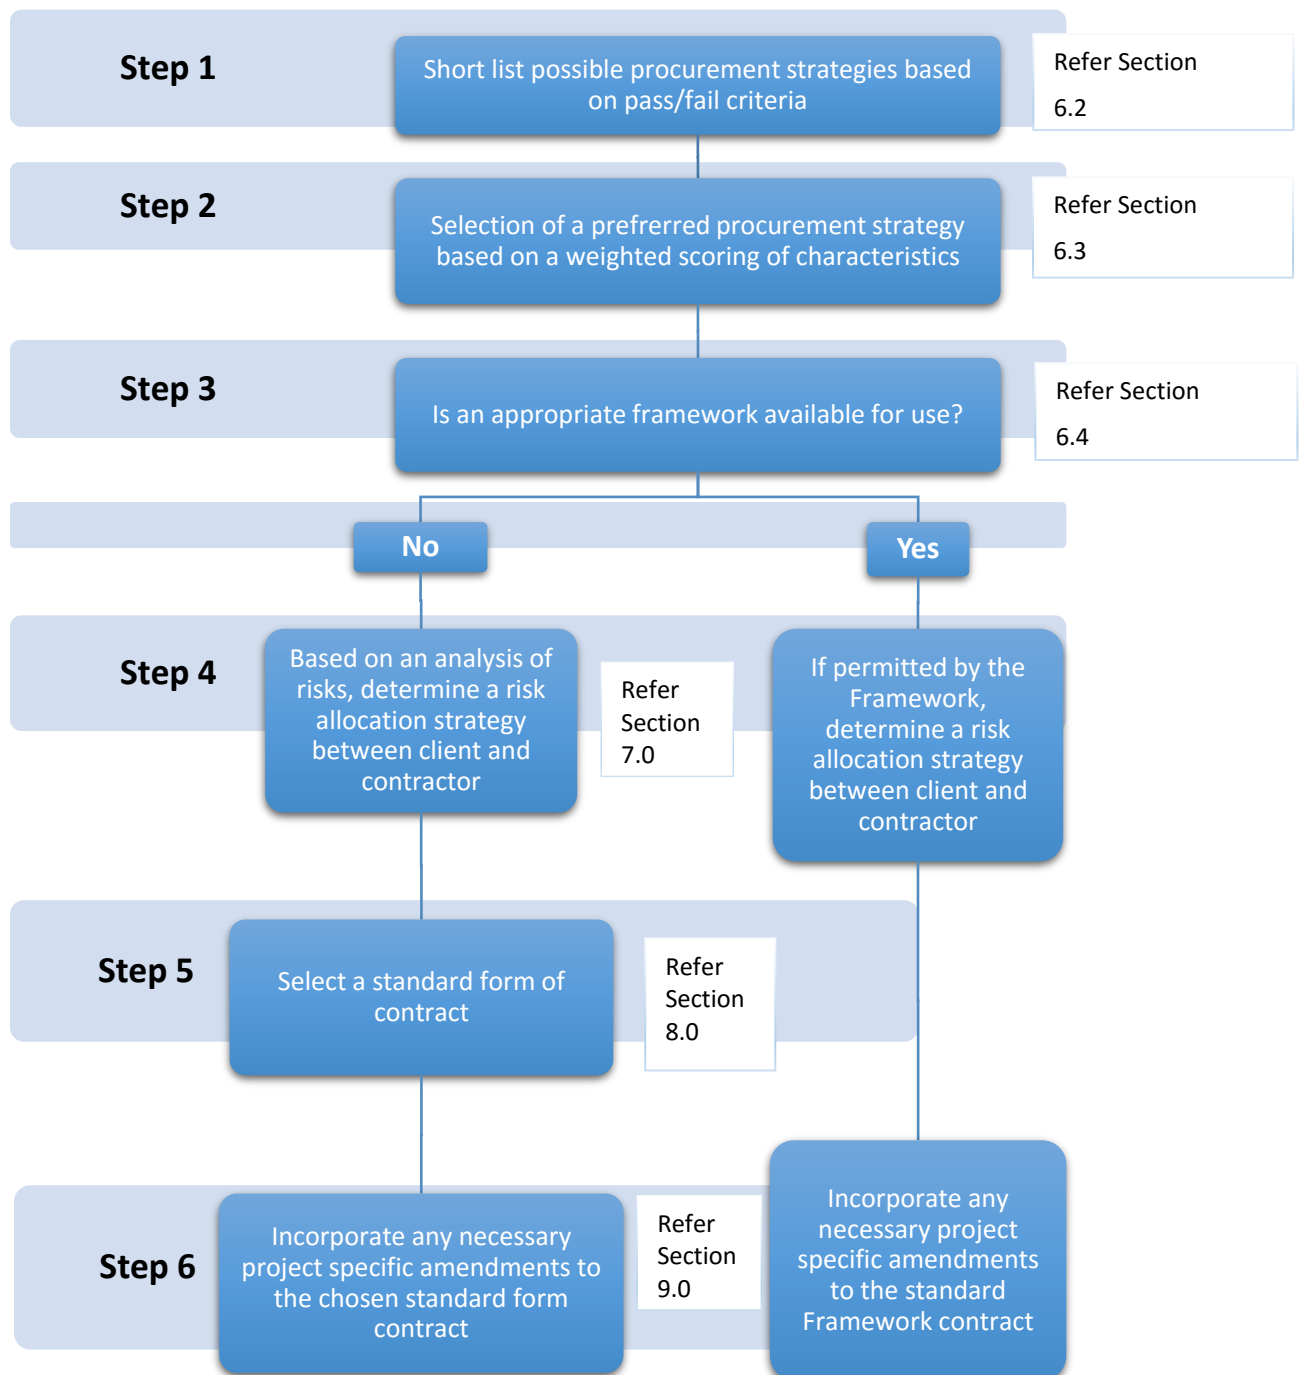 Step 1
Short list possible procurement strategies based
on pass/fail criteria
Refer Section
6.2
Step 2
Selection of a prefrerred procurement strategy
based on a weighted scoring of characteristics
Refer Section
6.3
Step 3
Is an appropriate framework available for use?
Refer Section
6.4
No
Yes
Step 4
Based on an analysis of
risks, determine a risk
allocation strategy
between client and
contractor
Refer
Section
7.0
If permitted by the
Framework,
determine a risk
allocation strategy
between client and
contractor
Step 5
Select a standard form of
contract
Refer
Section
8.0
Step 6
Incorporate any necessary
project specific amendments to
the chosen standard form
contract
Refer
Section
9.0
Incorporate any
necessary project
specific amendments
to the standard
Framework contract